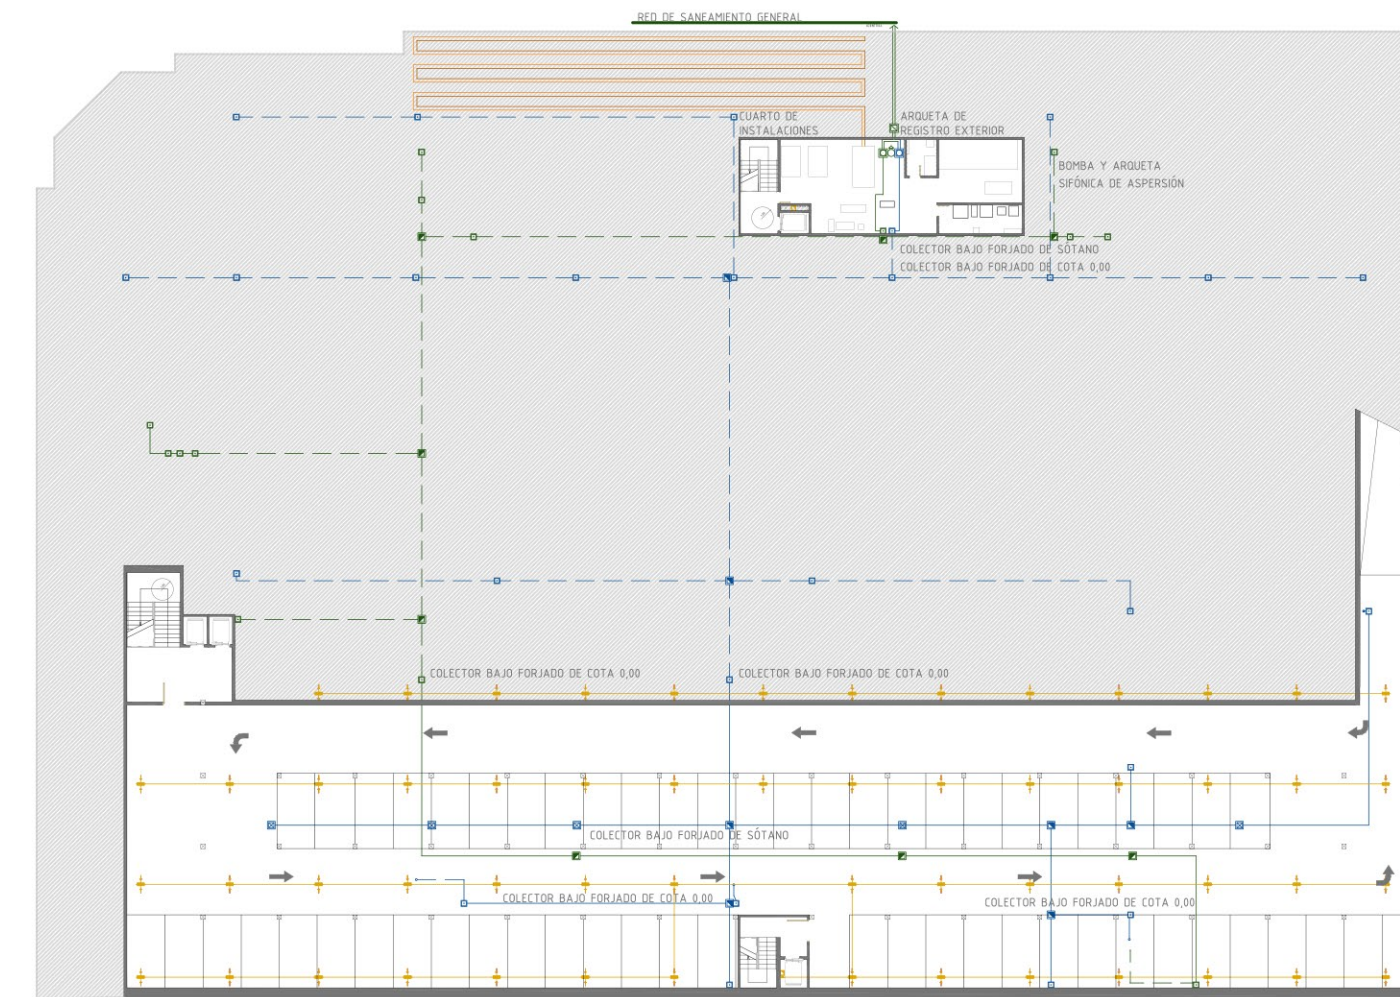 RED DE SANEAMIENTO GENERAL
CUARTO DE
INSTALACIONES
ARQUETA DE
REGISTRO EXTERIOR
BOMBA Y ARQUETA
SIFÓNICA DE ASPERSIÓN
COLECTOR BAJO FORJADO DE SÓTANO
COLECTOR BAJO FORJADO DE COTA 0,00
COLECTOR BAJO FORJADO DE COTA 0,00
COLECTOR BAJO FORJADO DE COTA 0,00
COLECTOR BAJO FORJADO DE SÓTANO
COLECTOR BAJO FORJADO DE COTA 0,00
COLECTOR BAJO FORJADO DE COTA 0,00